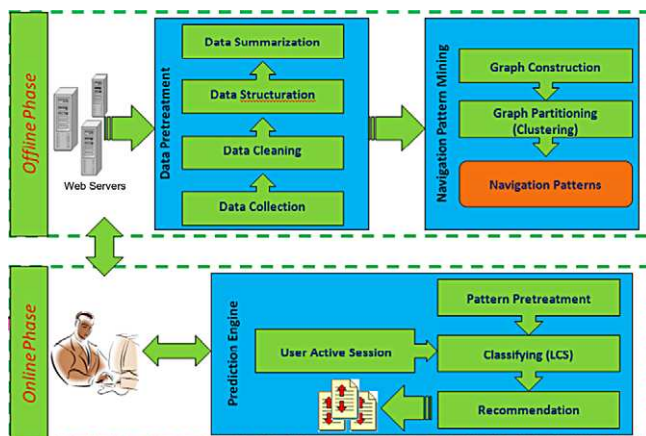 Offline Phase
Web Servers
Data Pretreatment
Data Summarization
Data Structuration
Data Cleaning
Data Collection
Navigation Pattern Mining
Graph Construction
Graph Partitioning
(Clustering)
Navigation Patterns
Online Phase
Prediction Engine
User Active Session
Pattern Pretreatment
Classifying (LCS)
Recommendation